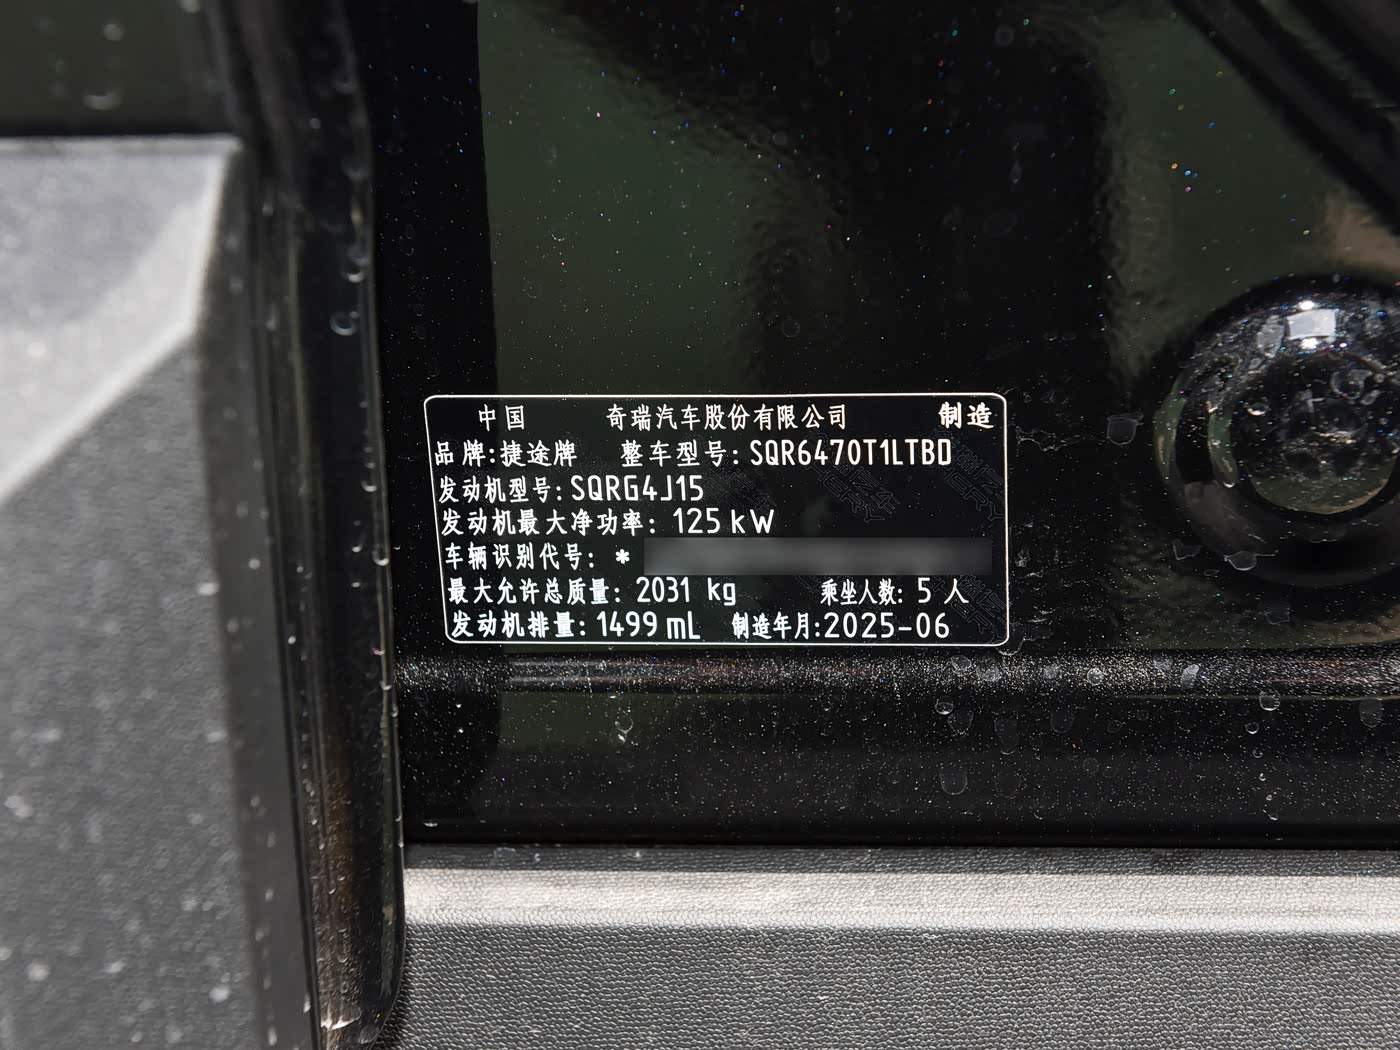 中国 奇瑞汽车股份有限公司 制造
品牌:捷途牌 整车型号:SQR6470T1LTBD
发动机型号:SQRG4J15
发动机最大净功率: 125 kW
车辆识别代号: *
最大允许总质量: 2031 kg 乘坐人数: 5 人
发动机排量: 1499 mL 制造年月:2025-06